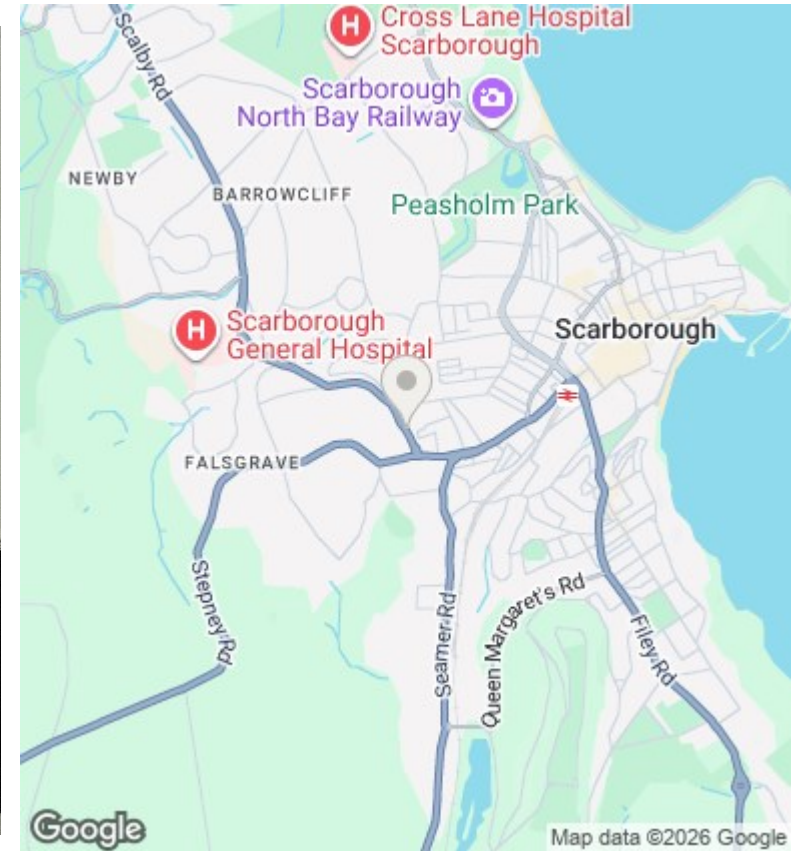 Cross Lane Hospital
Scarborough
Scalby Rd
Scarborough
North Bay Railway
NEWBY
BARROWCLIFF
Peasholm Park
Scarborough
General Hospital
Scarborough
FALSGRAVE
Stepney Rd
Seamer Rd
Queen Margaret's Rd
Filey Rd
Google
Map data ©2026 Google